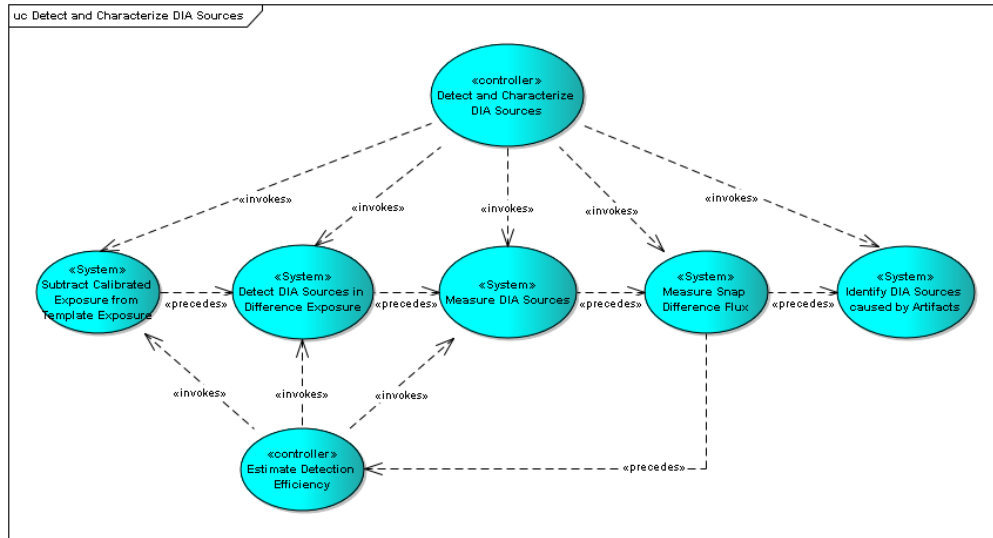 uc Detect and Characterize DIA Sources
«controller»
Detect and Characterize
DIA Sources
«invokes»
«invokes»
«invokes»
«invokes»
«invokes»
«System»
Subtract Calibrated
Exposure from
Template Exposure
«precedes»
«System»
Detect DIA Sources in
Difference Exposure
«precedes»
«System»
Measure DIA Sources
«precedes»
«System»
Measure Snap
Difference Flux
«precedes»
«System»
Identify DIA Sources
caused by Artifacts
«invokes»
«invokes»
«invokes»
«controller»
Estimate Detection
Efficiency
«precedes»